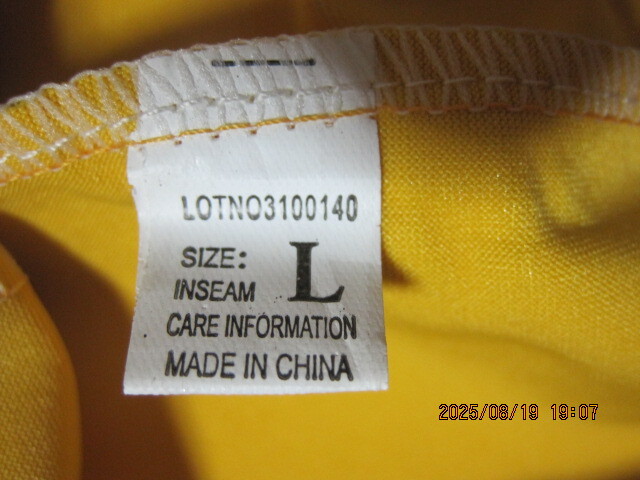 LOTNO3100140
SIZE: L
INSEAM
CARE INFORMATION
MADE IN CHINA
2025/08/19 19:07